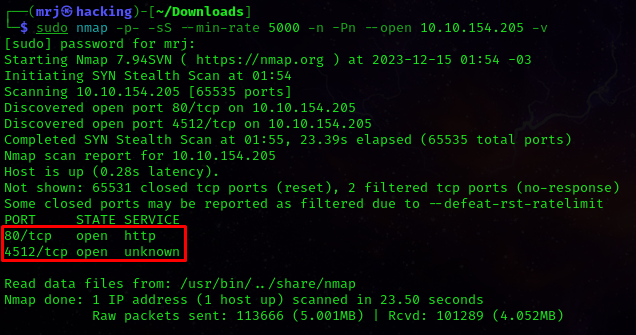 ┌──(mrj㉿hacking)-[~/Downloads]
└─$ sudo nmap -p- -sS --min-rate 5000 -n -Pn --open 10.10.154.205 -v
[sudo] password for mrj:
Starting Nmap 7.94SVN ( https://nmap.org ) at 2023-12-15 01:54 -03
Initiating SYN Stealth Scan at 01:54
Scanning 10.10.154.205 [65535 ports]
Discovered open port 80/tcp on 10.10.154.205
Discovered open port 4512/tcp on 10.10.154.205
Completed SYN Stealth Scan at 01:55, 23.39s elapsed (65535 total ports)
Nmap scan report for 10.10.154.205
Host is up (0.28s latency).
Not shown: 65531 closed tcp ports (reset), 2 filtered tcp ports (no-response)
Some closed ports may be reported as filtered due to --defeat-rst-ratelimit
PORT     STATE SERVICE
80/tcp   open  http
4512/tcp open  unknown
Read data files from: /usr/bin/../share/nmap
Nmap done: 1 IP address (1 host up) scanned in 23.50 seconds
Raw packets sent: 113666 (5.001MB) | Rcvd: 101289 (4.052MB)